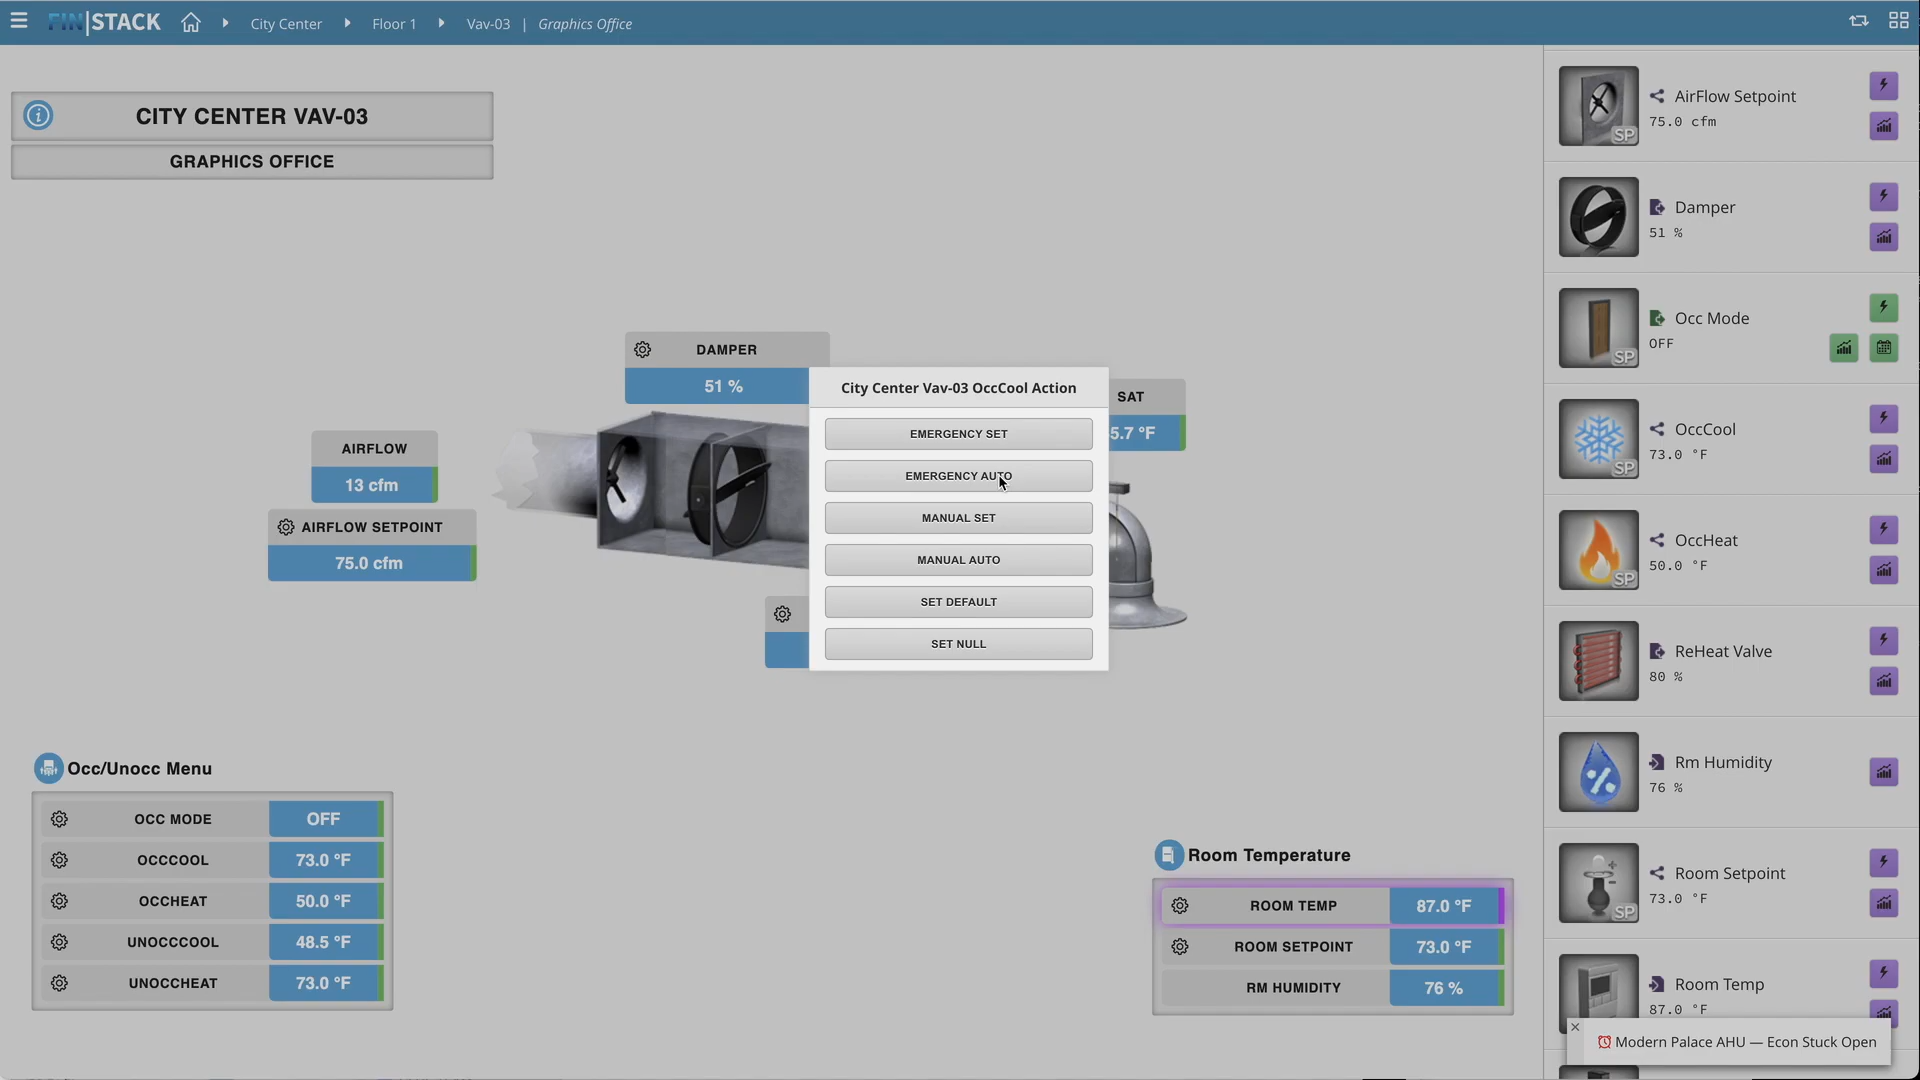 FIN|STACK City Center Floor 1 Vav-03 | Graphics Office
CITY CENTER VAV-03
GRAPHICS OFFICE
DAMPER
51 %
AIRFLOW
13 cfm
AIRFLOW SETPOINT
75.0 cfm
SAT
5.7 °F
City Center Vav-03 OccCool Action
EMERGENCY SET
EMERGENCY AUTO
MANUAL SET
MANUAL AUTO
SET DEFAULT
SET NULL
Occ/Unocc Menu
OCC MODE OFF
OCCCOOL 73.0 °F
OCCHEAT 50.0 °F
UNOCCCOOL 48.5 °F
UNOCCHEAT 73.0 °F
Room Temperature
ROOM TEMP 87.0 °F
ROOM SETPOINT 73.0 °F
RM HUMIDITY 76 %
AirFlow Setpoint
75.0 cfm
SP
Damper
51 %
Occ Mode
OFF
SP
OccCool
73.0 °F
SP
OccHeat
50.0 °F
SP
ReHeat Valve
80 %
Rm Humidity
76 %
%
Room Setpoint
73.0 °F
SP
Room Temp
87.0 °F
Modern Palace AHU — Econ Stuck Open